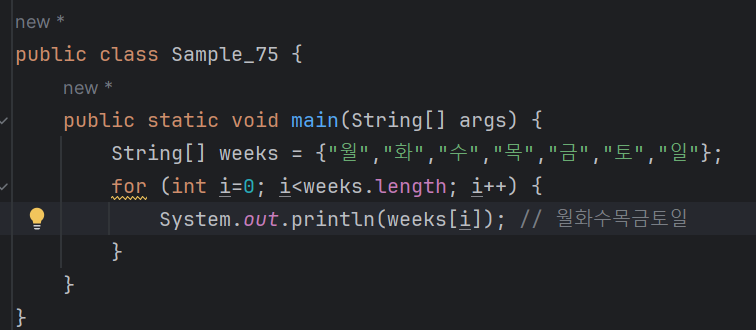 new *
public class Sample_75 {
new *
public static void main(String[] args) {
String[] weeks = {"월","화","수","목","금","토","일"};
for (int i=0; i<weeks.length; i++) {
System.out.println(weeks[i]); // 월화수목금토일
}
}
}